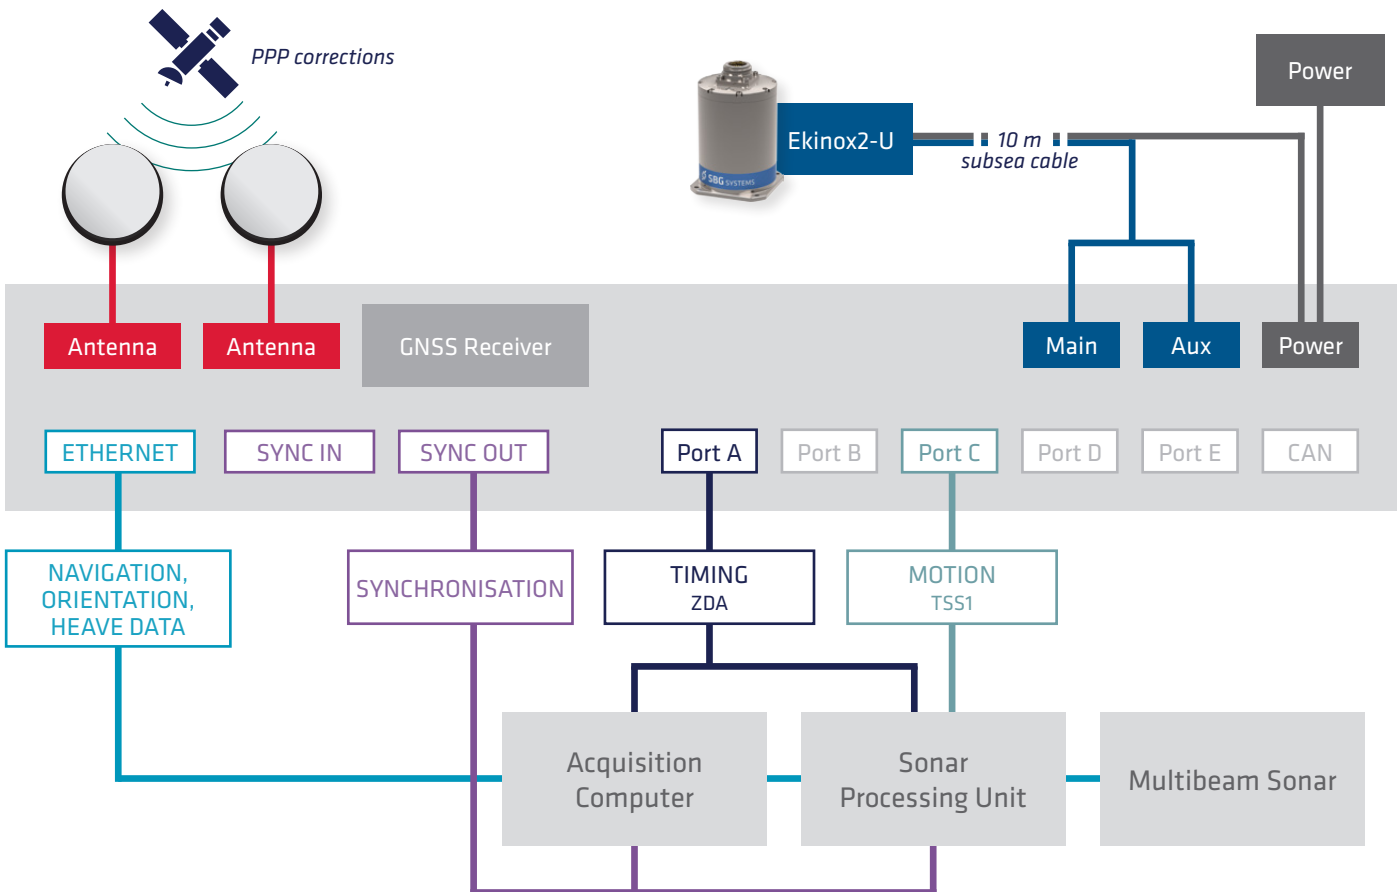 PPP corrections
Power
Ekinox2-U
10 m
subsea cable
SBG SYSTEMS
Antenna
Antenna
GNSS Receiver
Main
Aux
Power
ETHERNET
SYNC IN
SYNC OUT
Port A
Port B
Port C
Port D
Port E
CAN
NAVIGATION,
ORIENTATION,
HEAVE DATA
SYNCHRONISATION
TIMING
ZDA
MOTION
TSS1
Acquisition
Computer
Sonar
Processing Unit
Multibeam Sonar